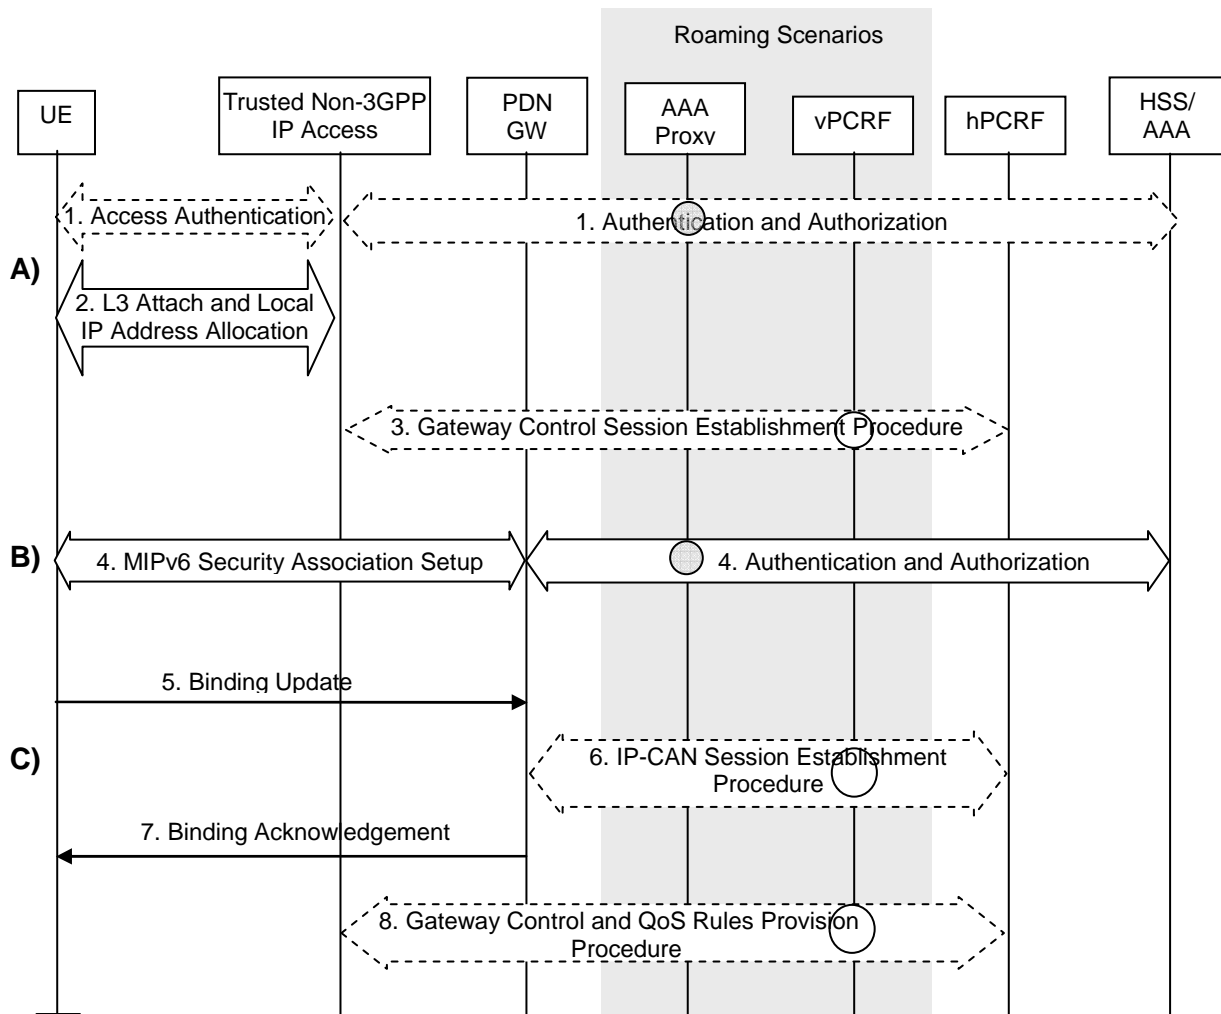 Roaming Scenarios
UE
Trusted Non-3GPP
IP Access
PDN
GW
AAA
Proxy
vPCRF
hPCRF
HSS/
AAA
1. Access Authentication
1. Authentication and Authorization
A)
2. L3 Attach and Local
IP Address Allocation
3. Gateway Control Session Establishment Procedure
B)
4. MIPv6 Security Association Setup
4. Authentication and Authorization
5. Binding Update
C)
6. IP-CAN Session Establishment
Procedure
7. Binding Acknowledgement
8. Gateway Control and QoS Rules Provision
Procedure